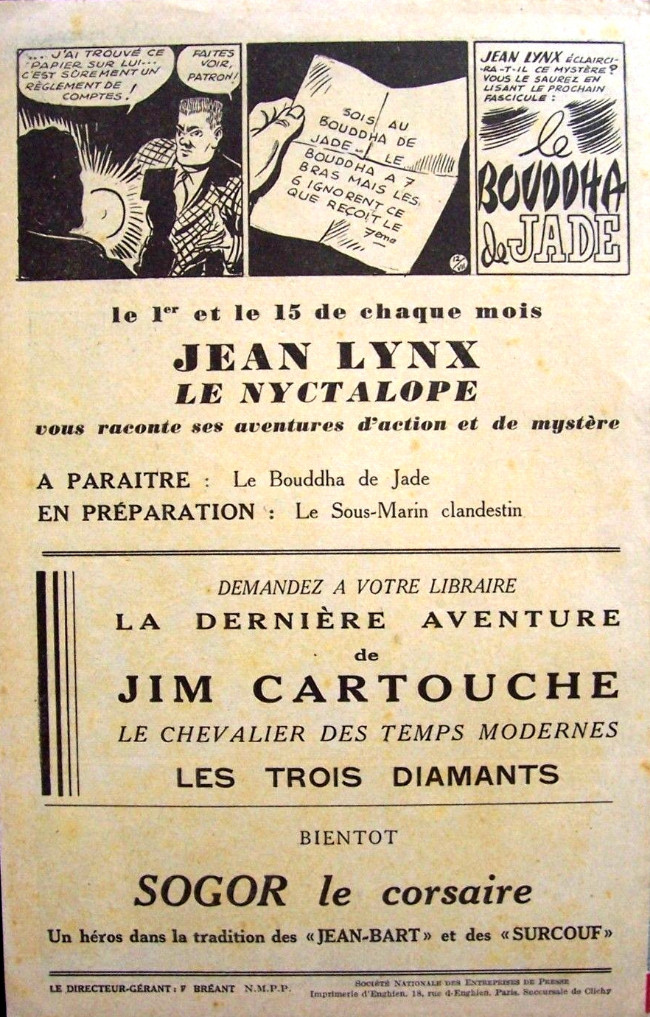 ... J'AI TROUVÉ CE
PAPIER SUR LUI...
C'EST SÛREMENT UN
RÈGLEMENT DE
COMPTES!
FAITES
VOIR,
PATRON!
SOIS AU
BOUDDHA DE
JADE.. LE
BOUDDHA A 7
BRAS MAIS LES
6 IGNORENT CE
QUE REÇOIT LE
7ème
JEAN LYNX ÉCLAIRCI-
RA-T-IL CE MYSTÈRE?
VOUS LE SAUREZ EN
LISANT LE PROCHAIN
FASCICULE :
le
BOUDDHA
de JADE
le 1er et le 15 de chaque mois
JEAN LYNX
LE NYCTALOPE
vous raconte ses aventures d'action et de mystère
A PARAITRE : Le Bouddha de Jade
EN PRÉPARATION : Le Sous-Marin clandestin
DEMANDEZ A VOTRE LIBRAIRE
LA DERNIÈRE AVENTURE
de
JIM CARTOUCHE
LE CHEVALIER DES TEMPS MODERNES
LES TROIS DIAMANTS
BIENTOT
SOGOR le corsaire
Un héros dans la tradition des «JEAN-BART» et des «SURCOUF»
LE DIRECTEUR-GÉRANT: F BRÉANT N.M.P.P.
SOCIÉTÉ NATIONALE DES ENTREPRISES DE PRESSE
Imprimerie d'Enghien, 18, rue d-Enghien, Paris. Succursale de Clichy